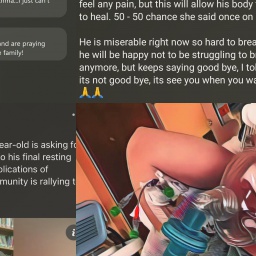 feel any pain, but this will allow his body
to heal. 50 - 50 chance she said once on
He is miserable right now so hard to brea
he will be happy not to be struggling to b
anymore, but keeps saying good bye, I tol
its not good bye, its see you when you wa
and are praying
family!
ear-old is asking fo
o his final resting
plications of
munity is rallying t